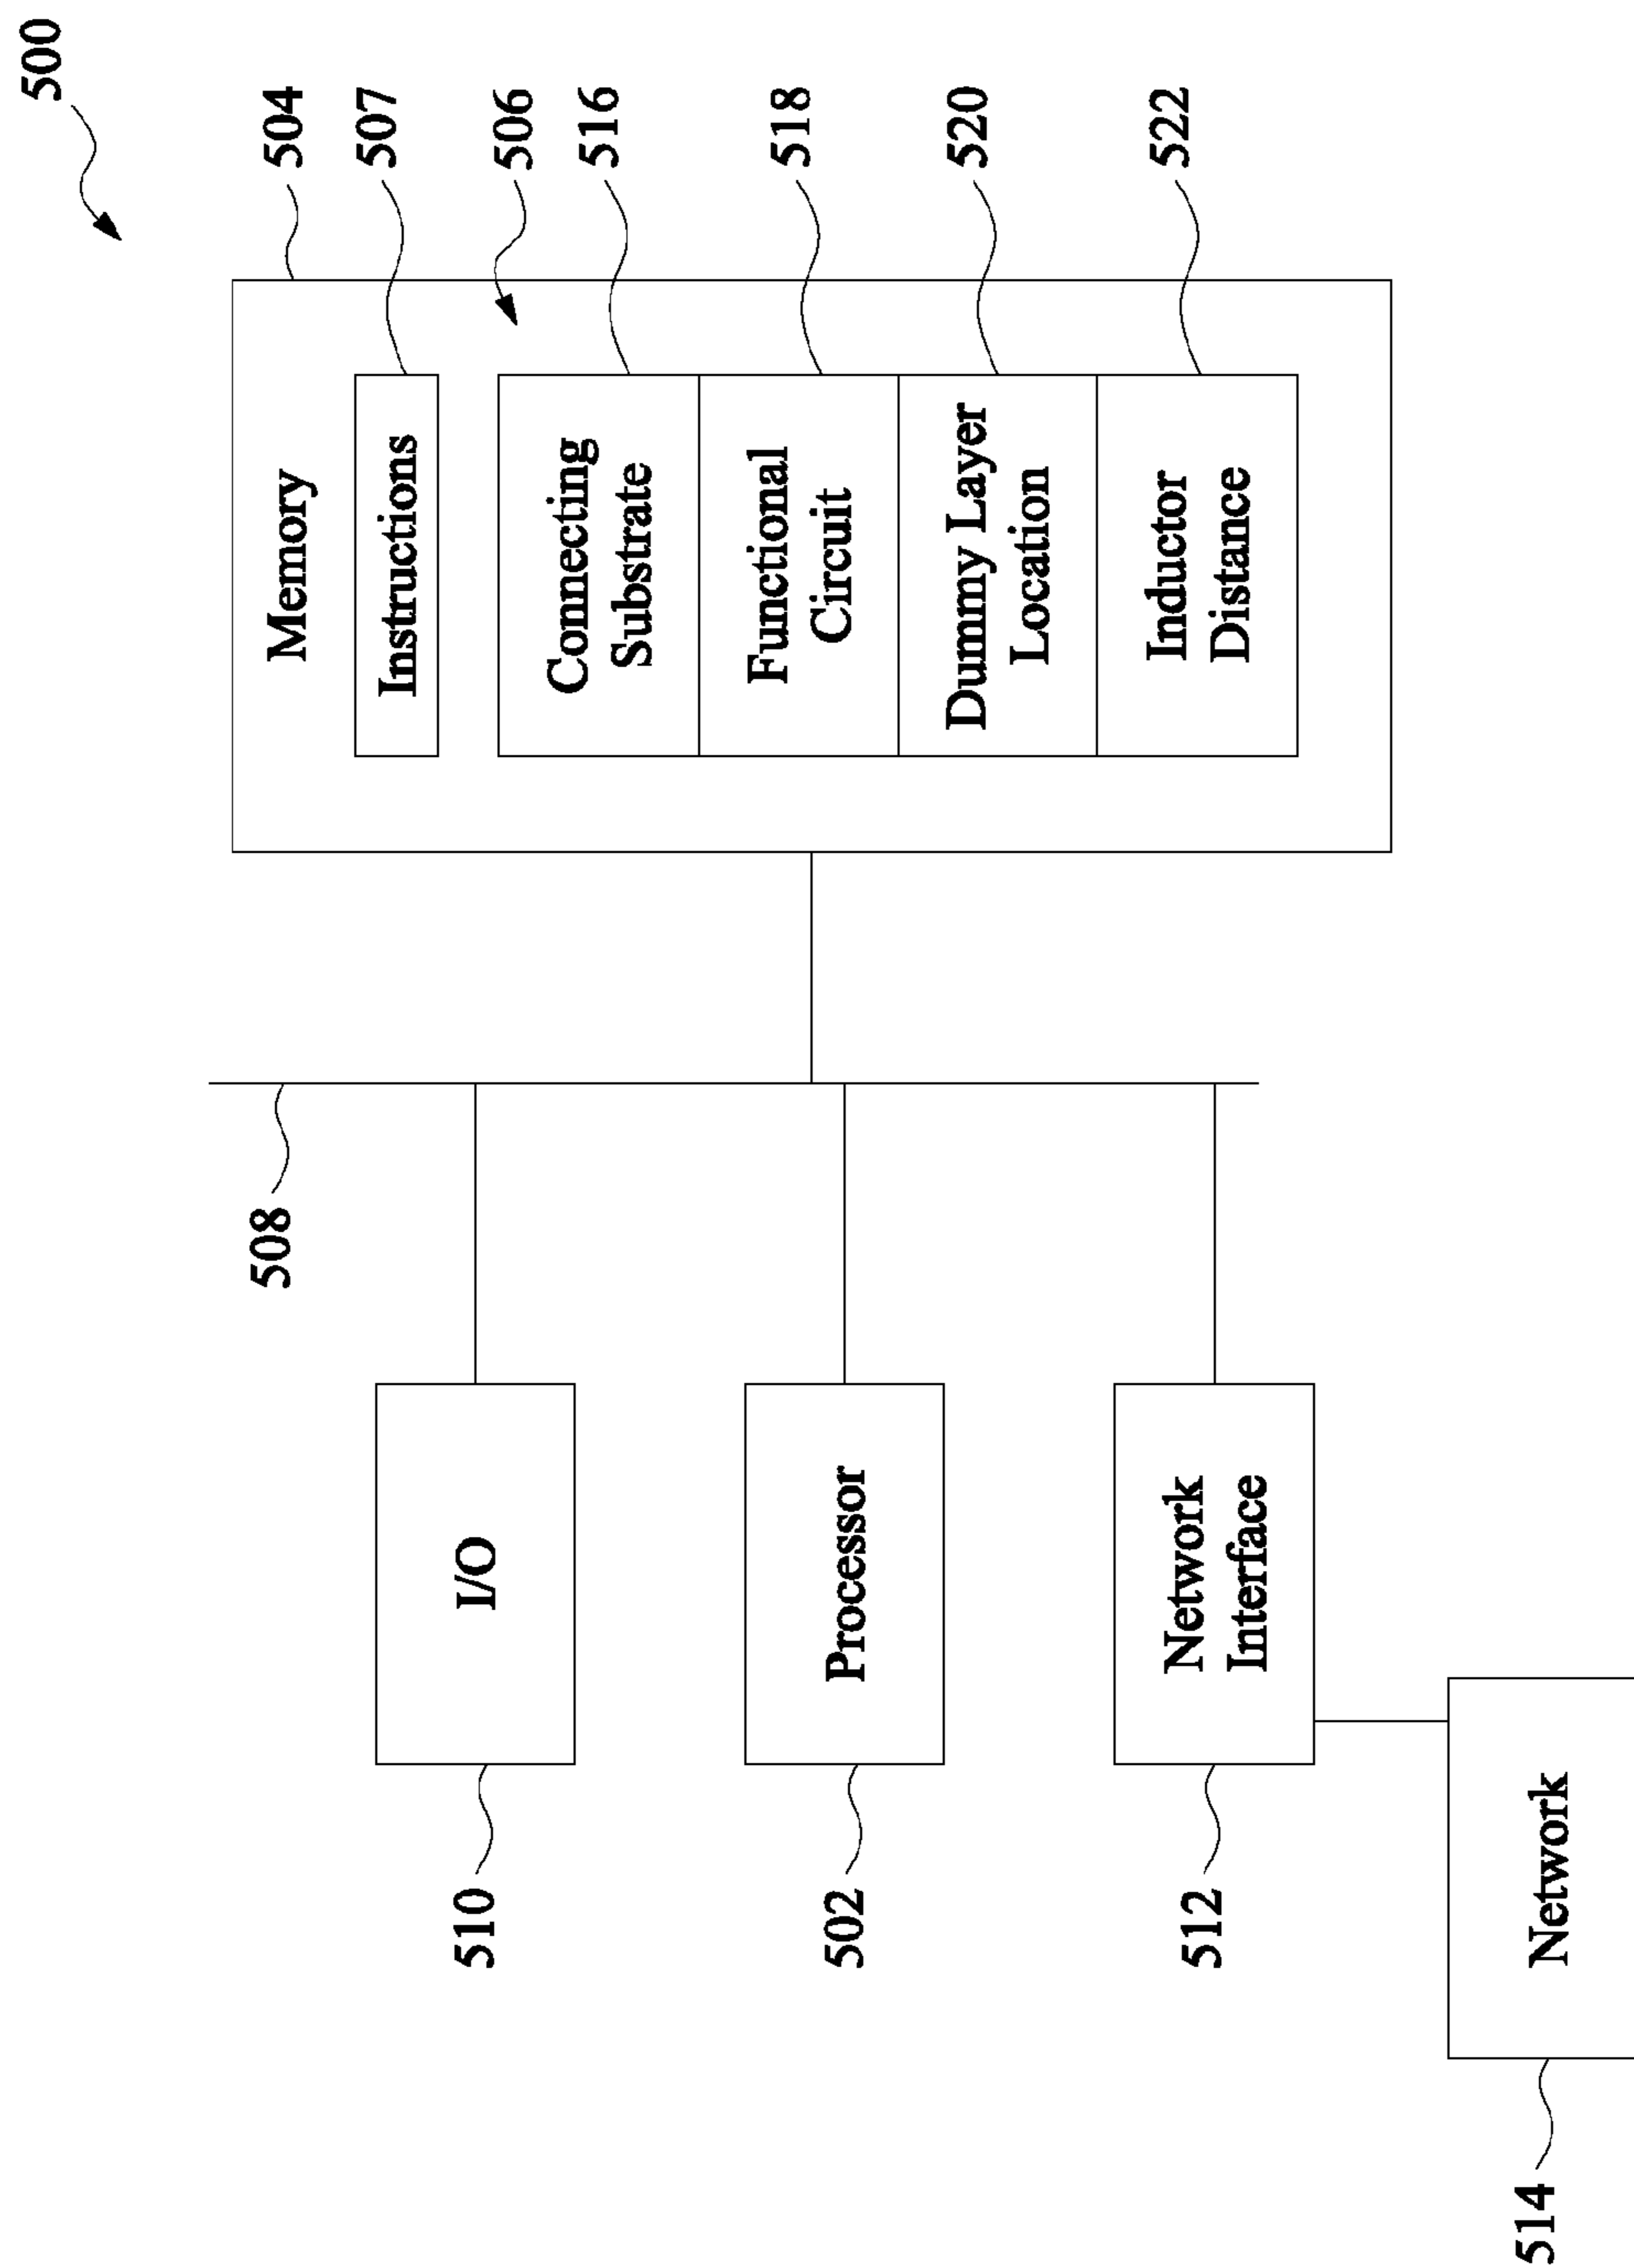 500
504
Memory
507
Instructions
506
516
Connecting
Substrate
518
Functional
Circuit
520
Dummy Layer
Location
522
Inductor
Distance
508
510
I/O
502
Processor
512
Network
Interface
514
Network